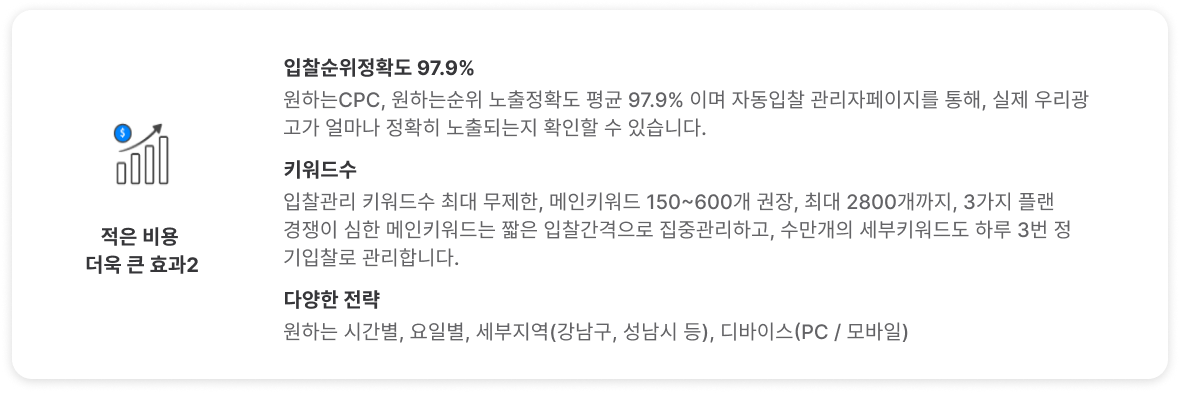 적은 비용
더욱 큰 효과2
입찰순위정확도 97.9%
원하는CPC, 원하는순위 노출정확도 평균 97.9% 이며 자동입찰 관리자페이지를 통해, 실제 우리광
고가 얼마나 정확히 노출되는지 확인할 수 있습니다.
키워드수
입찰관리 키워드수 최대 무제한, 메인키워드 150~600개 권장, 최대 2800개까지, 3가지 플랜
경쟁이 심한 메인키워드는 짧은 입찰간격으로 집중관리하고, 수만개의 세부키워드도 하루 3번 정
기입찰로 관리합니다.
다양한 전략
원하는 시간별, 요일별, 세부지역(강남구, 성남시 등), 디바이스(PC / 모바일)